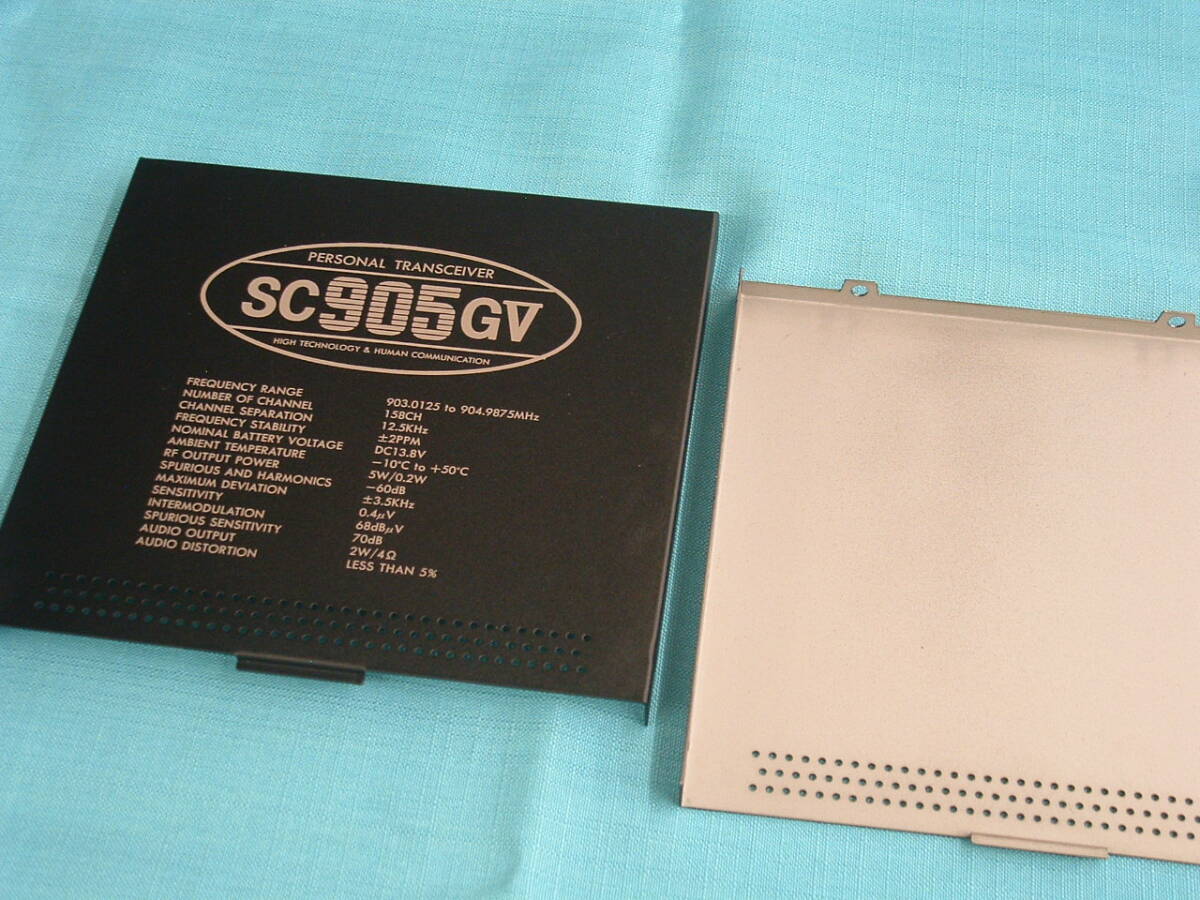 PERSONAL TRANSCEIVER
SC905GV
HIGH TECHNOLOGY & HUMAN COMMUNICATION
FREQUENCY RANGE 903.0125 to 904.9875MHz
NUMBER OF CHANNEL 158CH
CHANNEL SEPARATION 12.5KHz
FREQUENCY STABILITY ±2PPM
NOMINAL BATTERY VOLTAGE DC13.8V
AMBIENT TEMPERATURE −10°C to +50°C
RF OUTPUT POWER 5W/0.2W
SPURIOUS AND HARMONICS −60dB
MAXIMUM DEVIATION ±3.5KHz
SENSITIVITY 0.4μV
INTERMODULATION 68dBμV
SPURIOUS SENSITIVITY 70dB
AUDIO OUTPUT 2W/4Ω
AUDIO DISTORTION LESS THAN 5%